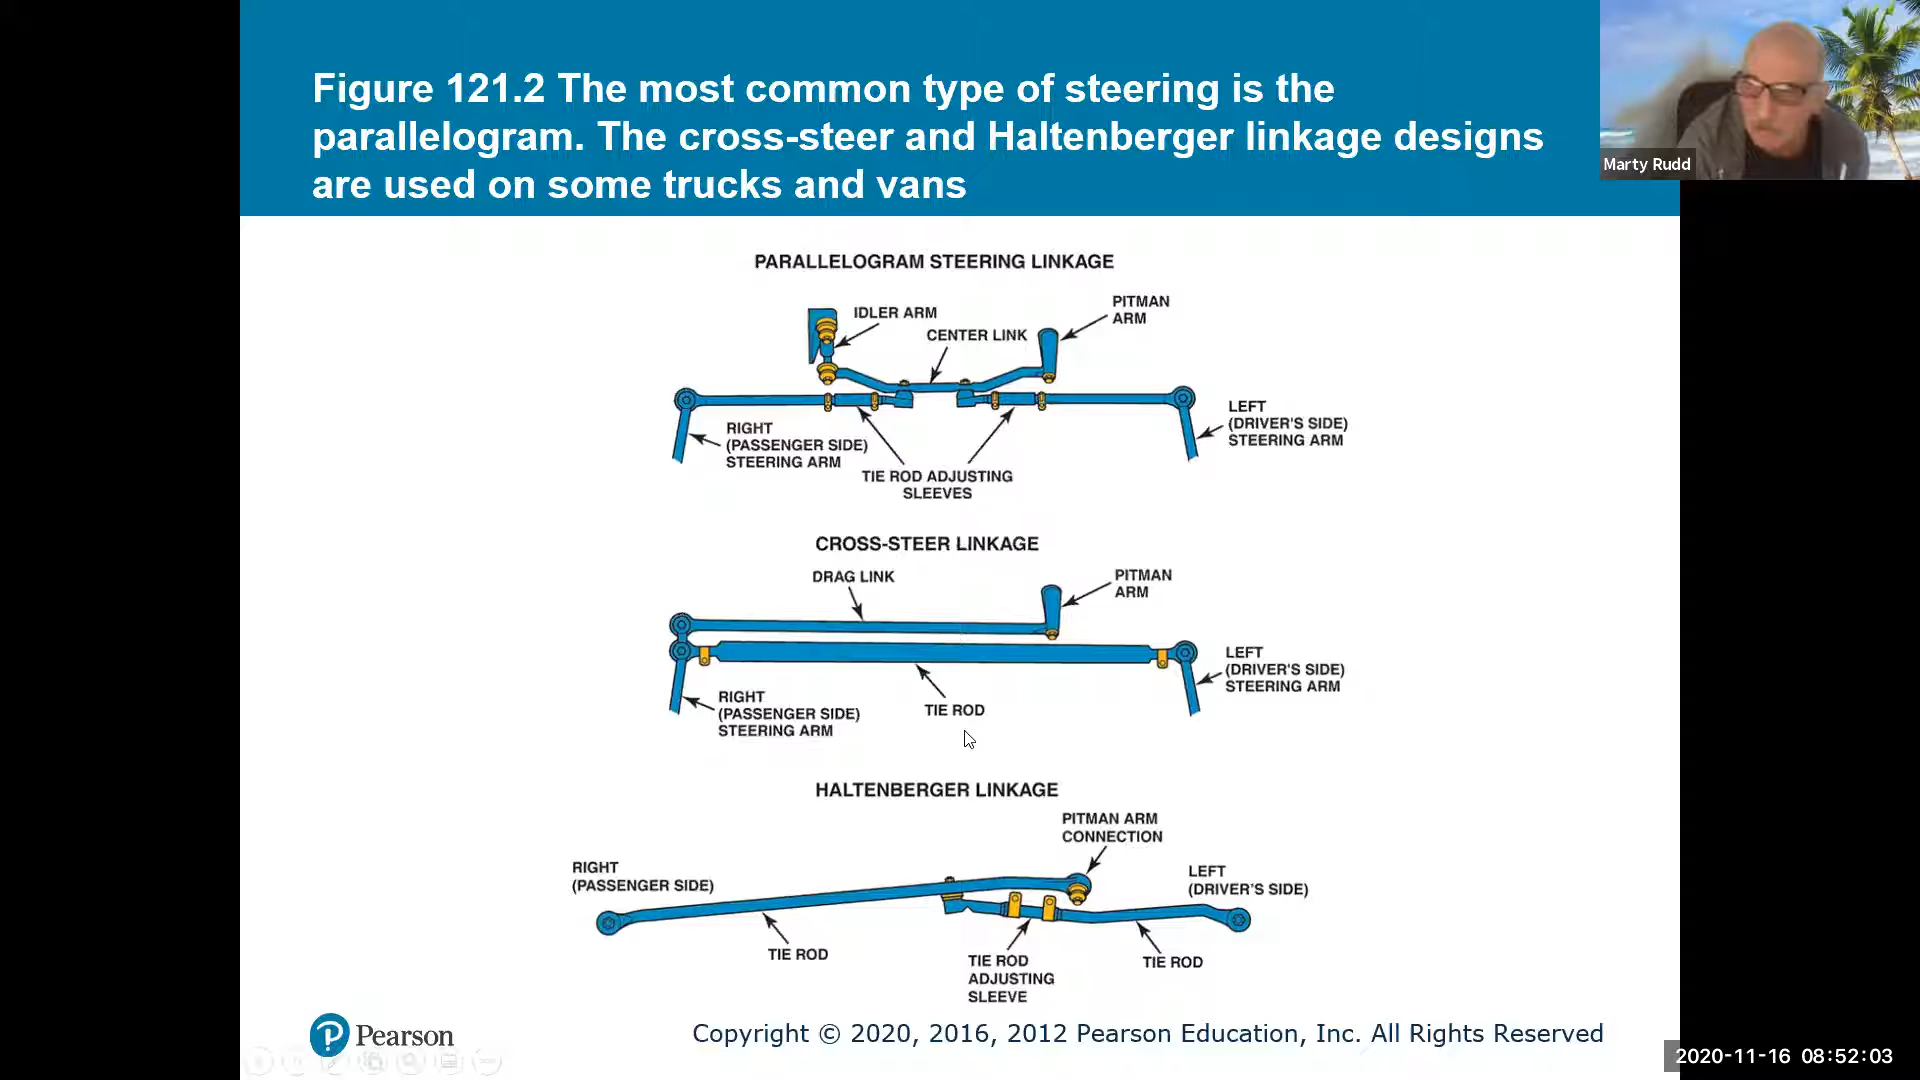 Figure 121.2 The most common type of steering is the
parallelogram. The cross-steer and Haltenberger linkage designs
are used on some trucks and vans
Marty Rudd
PARALLELOGRAM STEERING LINKAGE
IDLER ARM
CENTER LINK
PITMAN
ARM
RIGHT
(PASSENGER SIDE)
STEERING ARM
TIE ROD ADJUSTING
SLEEVES
LEFT
(DRIVER'S SIDE)
STEERING ARM
CROSS-STEER LINKAGE
DRAG LINK
PITMAN
ARM
RIGHT
(PASSENGER SIDE)
STEERING ARM
TIE ROD
LEFT
(DRIVER'S SIDE)
STEERING ARM
HALTENBERGER LINKAGE
PITMAN ARM
CONNECTION
RIGHT
(PASSENGER SIDE)
LEFT
(DRIVER'S SIDE)
TIE ROD
TIE ROD
ADJUSTING
SLEEVE
TIE ROD
Pearson
Copyright © 2020, 2016, 2012 Pearson Education, Inc. All Rights Reserved
2020-11-16 08:52:03